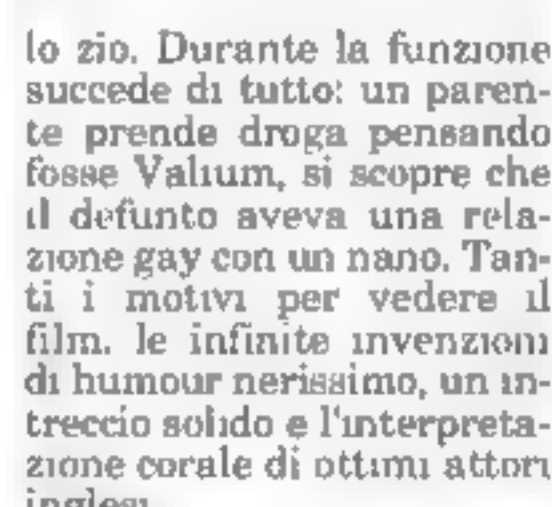 lo zio. Durante la funzione
succede di tutto: un paren-
te prende droga pensando
fosse Valium, si scopre che
il defunto aveva una rela-
zione gay con un nano. Tan-
ti i motivi per vedere il
film. le infinite invenzioni
di humour nerissimo, un in-
treccio solido e l'interpreta-
zione corale di ottimi attori
inglesi